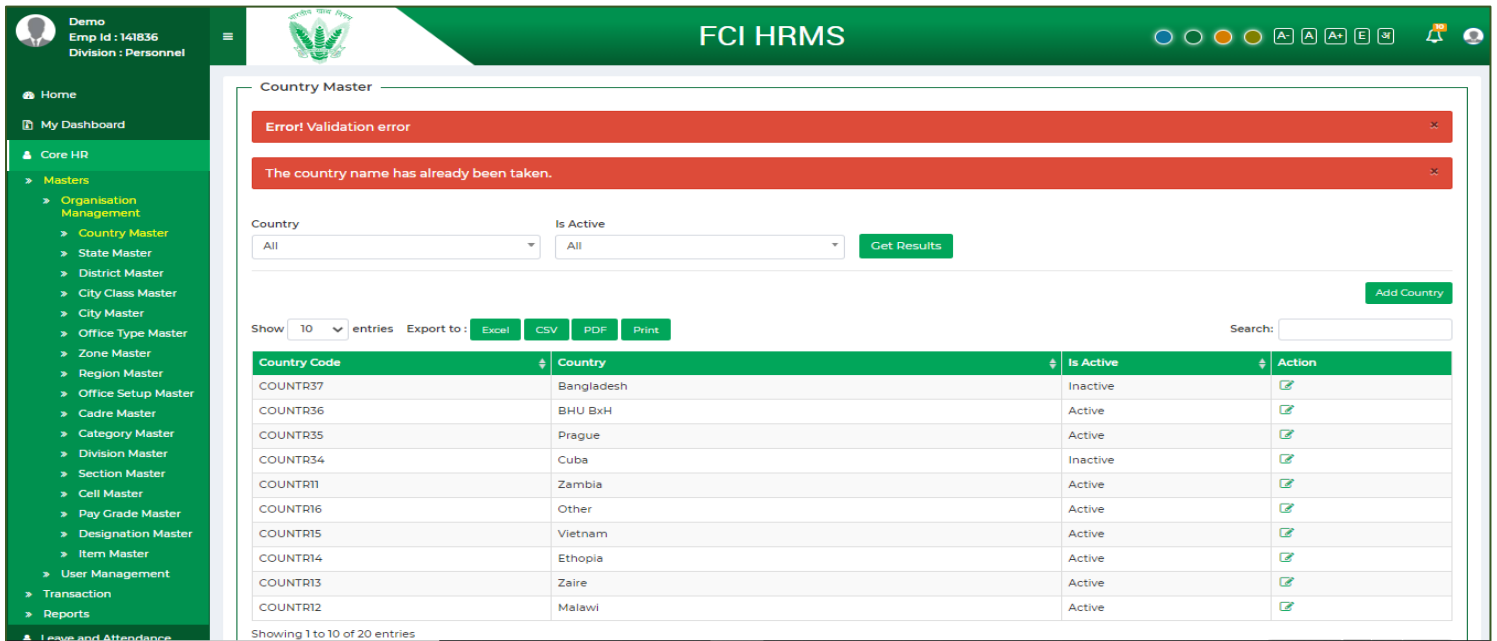 Demo
Emp Id : 141836
Division : Personnel
Home
My Dashboard
Core HR
Masters
Organisation
Management
Country Master
State Master
District Master
City Class Master
City Master
Office Type Master
Zone Master
Region Master
Office Setup Master
Cadre Master
Category Master
Division Master
Section Master
Cell Master
Pay Grade Master
Designation Master
Item Master
User Management
Transaction
Reports
Leave and Attendance
FCI HRMS
A- A A+ E अ
10
Country Master
Error! Validation error ×
The country name has already been taken. ×
Country Is Active
All All Get Results
Add Country
Show 10 entries Export to : Excel CSV PDF Print Search:
Country Code Country Is Active Action
COUNTR37 Bangladesh Inactive
COUNTR36 BHU BxH Active
COUNTR35 Prague Active
COUNTR34 Cuba Inactive
COUNTR11 Zambia Active
COUNTR16 Other Active
COUNTR15 Vietnam Active
COUNTR14 Ethopia Active
COUNTR13 Zaire Active
COUNTR12 Malawi Active
Showing 1 to 10 of 20 entries